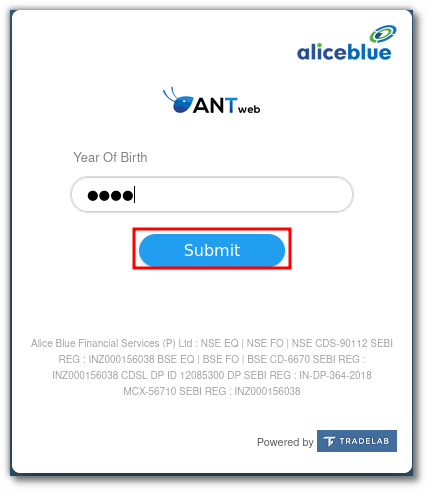 aliceblue
ANT web
Year Of Birth
●●●●
Submit
Alice Blue Financial Services (P) Ltd : NSE EQ | NSE FO | NSE CDS-90112 SEBI
REG : INZ000156038 BSE EQ | BSE FO | BSE CD-6670 SEBI REG :
INZ000156038 CDSL DP ID 12085300 DP SEBI REG : IN-DP-364-2018
MCX-56710 SEBI REG : INZ000156038
Powered by TRADELAB